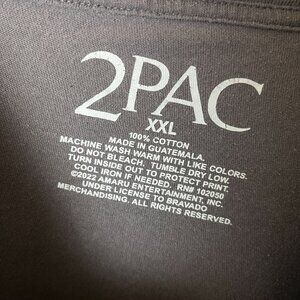 2PAC
XXL
100% COTTON
MADE IN GUATEMALA.
MACHINE WASH WARM WITH LIKE COLORS.
DO NOT BLEACH. TUMBLE DRY LOW.
TURN INSIDE OUT TO PROTECT PRINT.
COOL IRON IF NEEDED. RN# 102050
©2022 AMARU ENTERTAINMENT, INC.
UNDER LICENSE TO BRAVADO
MERCHANDISING. ALL RIGHTS RESERVED.